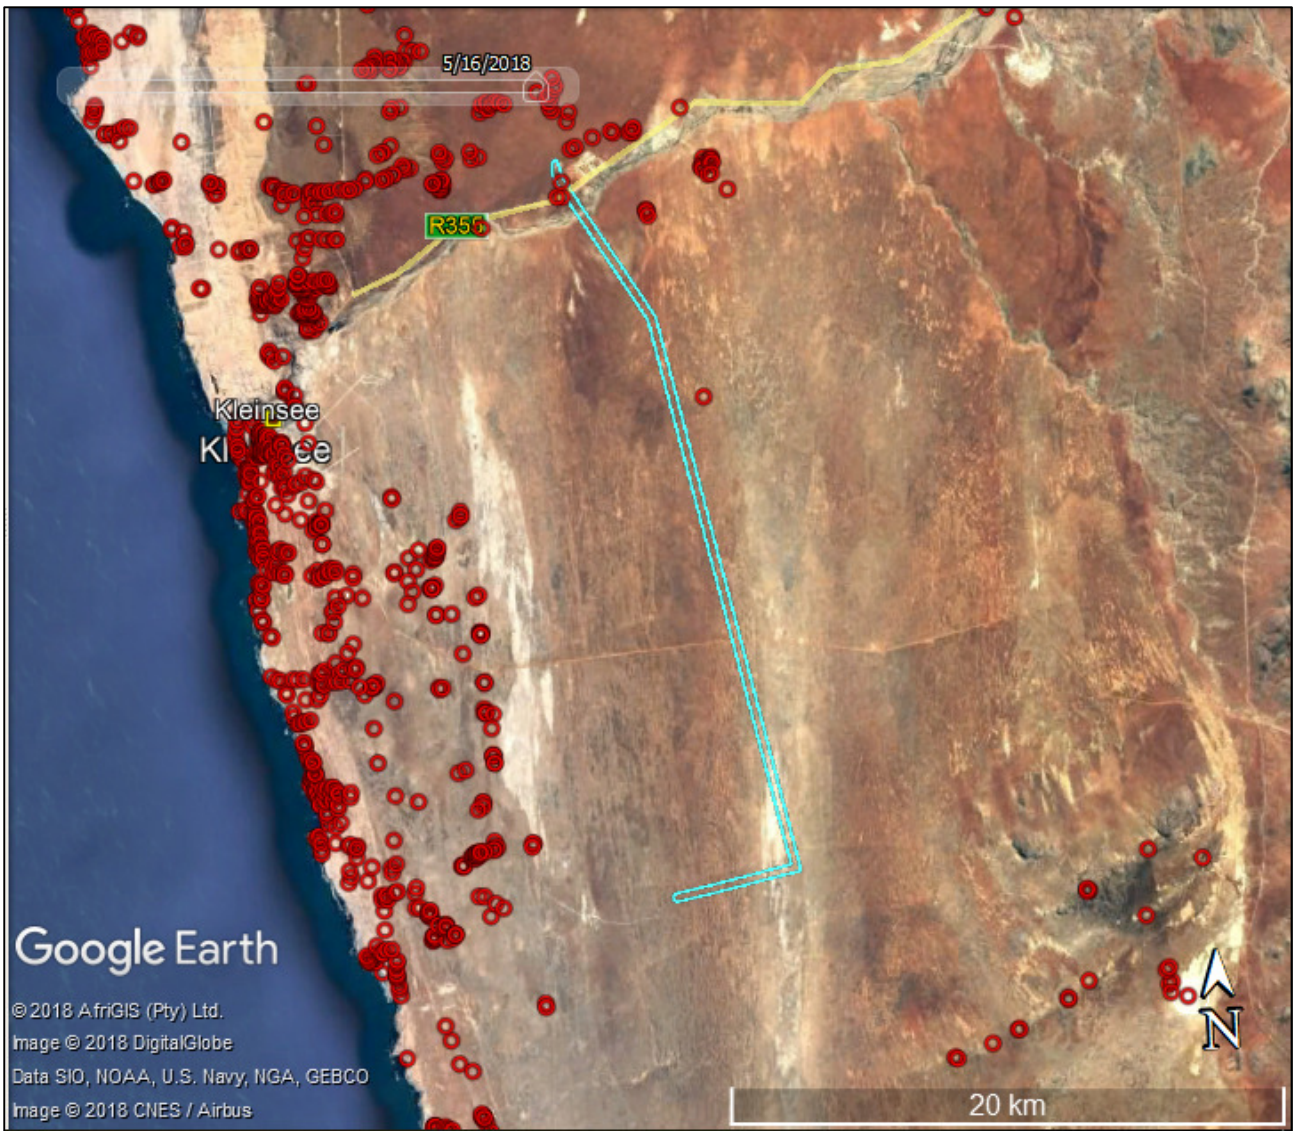 5/16/2018
R355
Kleinsee
Google Earth
© 2018 AfriGIS (Pty) Ltd.
Image © 2018 DigitalGlobe
Data SIO, NOAA, U.S. Navy, NGA, GEBCO
Image © 2018 CNES / Airbus
N
20 km